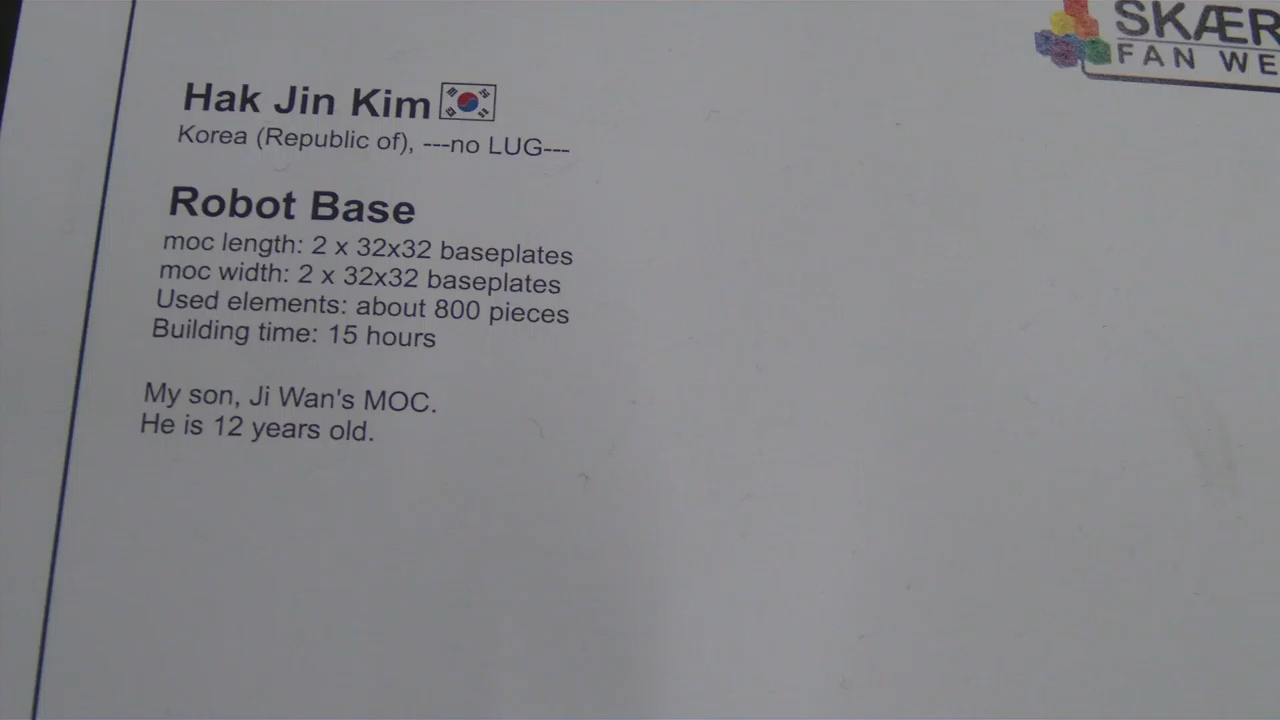 SKÆR
FAN WE
Hak Jin Kim
Korea (Republic of), ---no LUG---
Robot Base
moc length: 2 x 32x32 baseplates
moc width: 2 x 32x32 baseplates
Used elements: about 800 pieces
Building time: 15 hours
My son, Ji Wan's MOC.
He is 12 years old.